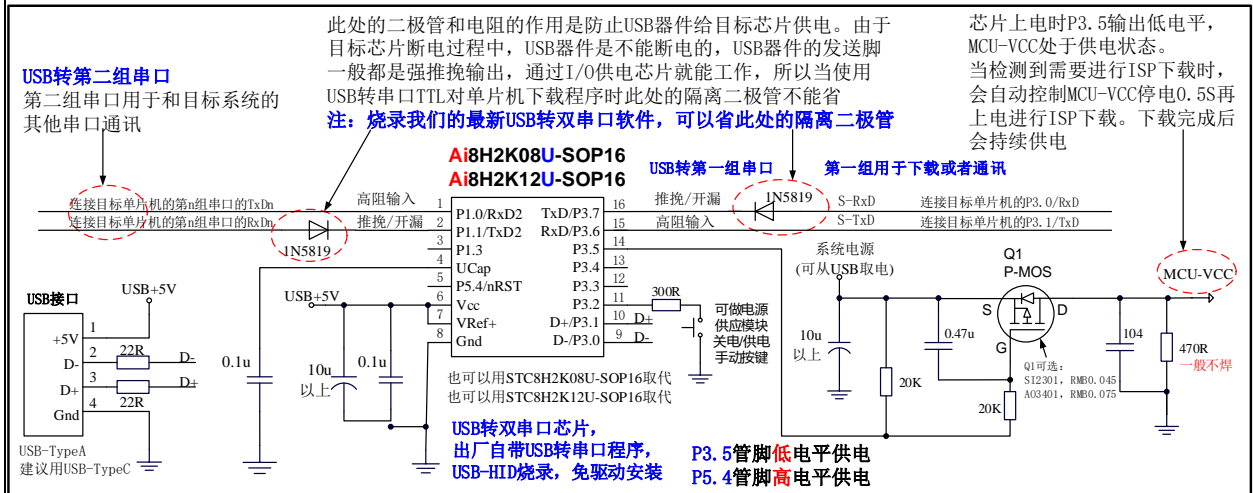 此处的二极管和电阻的作用是防止USB器件给目标芯片供电。由于
目标芯片断电过程中，USB器件是不能断电的，USB器件的发送脚
一般都是强推挽输出，通过I/O供电芯片就能工作，所以当使用
USB转串口TTL对单片机下载程序时此处的隔离二极管不能省
注：烧录我们的最新USB转双串口软件，可以省此处的隔离二极管
芯片上电时P3.5输出低电平，
MCU-VCC处于供电状态。
当检测到需要进行ISP下载时，
会自动控制MCU-VCC停电0.5S再
上电进行ISP下载。下载完成后
会持续供电
USB转第二组串口
第二组串口用于和目标系统的
其他串口通讯
Ai8H2K08U-SOP16
Ai8H2K12U-SOP16
USB转第一组串口
第一组用于下载或者通讯
连接目标单片机的第n组串口的TxDn
高阻输入
1
P1.0/RxD2
TxD/P3.7
16
推挽/开漏
1N5819
S-RxD
连接目标单片机的P3.0/RxD
连接目标单片机的第n组串口的RxDn
1N5819
推挽/开漏
2
P1.1/TxD2
RxD/P3.6
15
高阻输入
S-TxD
连接目标单片机的P3.1/TxD
3
P1.3
P3.5
14
4
UCap
P3.4
13
5
P5.4/nRST
P3.3
12
6
Vcc
P3.2
11
300R
7
VRef+
D+/P3.1
10
D+
8
Gnd
D-/P3.0
9
D-
可做电源
供应模块
关电/供电
手动按键
系统电源
(可从USB取电)
Q1
P-MOS
S
D
G
MCU-VCC
10u
以上
0.47u
104
470R
一般不焊
20K
20K
Q1可选：
SI2301, RMB0.045
AO3401, RMB0.075
USB接口
USB+5V
+5V
1
D-
2
22R
D-
D+
3
22R
D+
Gnd
4
USB-TypeA
建议用USB-TypeC
0.1u
USB+5V
10u
以上
0.1u
也可以用STC8H2K08U-SOP16取代
也可以用STC8H2K12U-SOP16取代
USB转双串口芯片，
出厂自带USB转串口程序，
USB-HID烧录，免驱动安装
P3.5管脚低电平供电
P5.4管脚高电平供电